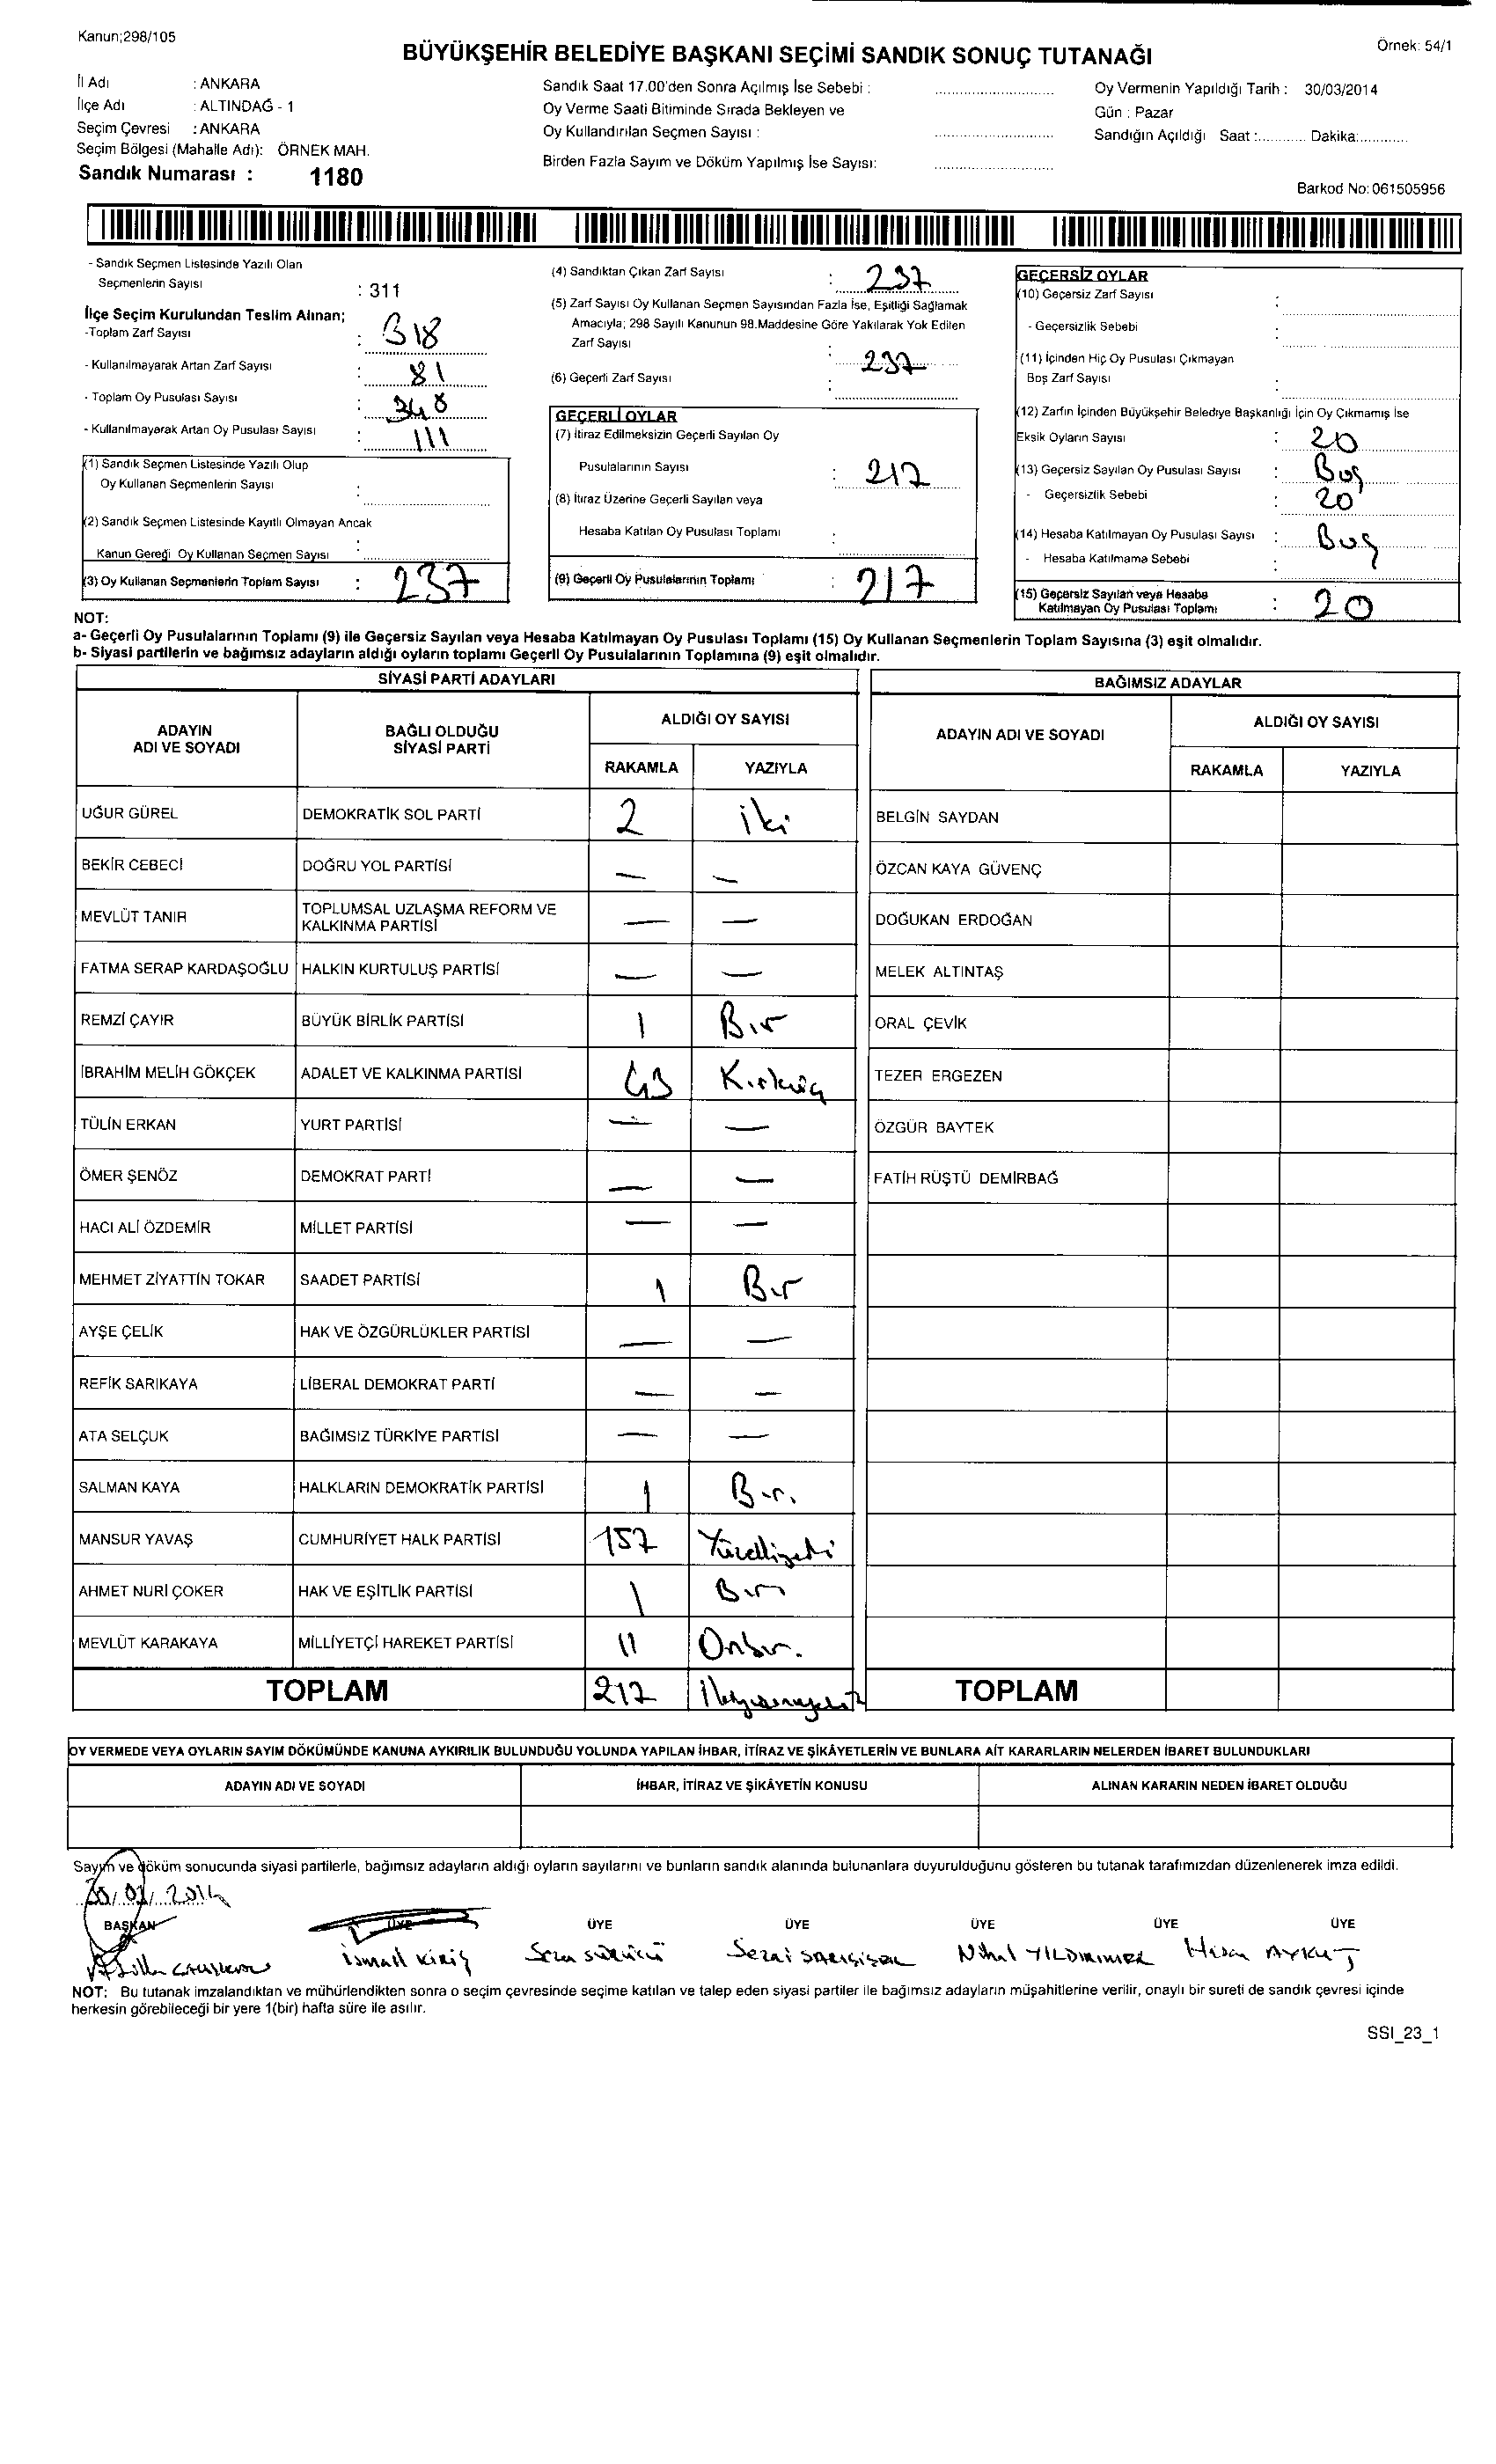 Kanun;298/105
BÜYÜKŞEHİR BELEDİYE BAŞKANI SEÇİMİ SANDIK SONUÇ TUTANAĞI
Örnek: 54/1
İl Adı : ANKARA
İlçe Adı : ALTINDAĞ - 1
Seçim Çevresi : ANKARA
Seçim Bölgesi (Mahalle Adı): ÖRNEK MAH.
Sandık Numarası : 1180
Sandık Saat 17.00'den Sonra Açılmış İse Sebebi :
Oy Verme Saati Bitiminde Sırada Bekleyen ve
Oy Kullandırılan Seçmen Sayısı :
Birden Fazla Sayım ve Döküm Yapılmış İse Sayısı:
Oy Vermenin Yapıldığı Tarih : 30/03/2014
Gün : Pazar
Sandığın Açıldığı Saat :............ Dakika:.............
Barkod No: 061505956
- Sandık Seçmen Listesinde Yazılı Olan
Seçmenlerin Sayısı : 311
İlçe Seçim Kurulundan Teslim Alınan;
-Toplam Zarf Sayısı : 318
- Kullanılmayarak Artan Zarf Sayısı : 81
- Toplam Oy Pusulası Sayısı : 348
- Kullanılmayarak Artan Oy Pusulası Sayısı : 111
(1) Sandık Seçmen Listesinde Yazılı Olup
Oy Kullanan Seçmenlerin Sayısı :
(2) Sandık Seçmen Listesinde Kayıtlı Olmayan Ancak
Kanun Gereği Oy Kullanan Seçmen Sayısı :
(3) Oy Kullanan Seçmenlerin Toplam Sayısı : 237
(4) Sandıktan Çıkan Zarf Sayısı : 237
(5) Zarf Sayısı Oy Kullanan Seçmen Sayısından Fazla İse, Eşitliği Sağlamak
Amacıyla; 298 Sayılı Kanunun 98.Maddesine Göre Yakılarak Yok Edilen
Zarf Sayısı : 237
(6) Geçerli Zarf Sayısı :
GEÇERLİ OYLAR
(7) İtiraz Edilmeksizin Geçerli Sayılan Oy
Pusulalarının Sayısı : 217
(8) İtiraz Üzerine Geçerli Sayılan veya
Hesaba Katılan Oy Pusulası Toplamı :
(9) Geçerli Oy Pusulalarının Toplamı : 217
GEÇERSİZ OYLAR
(10) Geçersiz Zarf Sayısı :
- Geçersizlik Sebebi :
(11) İçinden Hiç Oy Pusulası Çıkmayan
Boş Zarf Sayısı :
(12) Zarfın İçinden Büyükşehir Belediye Başkanlığı İçin Oy Çıkmamış İse
Eksik Oyların Sayısı : 20
(13) Geçersiz Sayılan Oy Pusulası Sayısı : Boş
- Geçersizlik Sebebi : 20
(14) Hesaba Katılmayan Oy Pusulası Sayısı : Boş
- Hesaba Katılmama Sebebi :
(15) Geçersiz Sayılan veya Hesaba
Katılmayan Oy Pusulası Toplamı : 20
NOT:
a- Geçerli Oy Pusulalarının Toplamı (9) ile Geçersiz Sayılan veya Hesaba Katılmayan Oy Pusulası Toplamı (15) Oy Kullanan Seçmenlerin Toplam Sayısına (3) eşit olmalıdır.
b- Siyasi partilerin ve bağımsız adayların aldığı oyların toplamı Geçerli Oy Pusulalarının Toplamına (9) eşit olmalıdır.
SİYASİ PARTİ ADAYLARI
ADAYIN ADI VE SOYADI BAĞLI OLDUĞU SİYASİ PARTİ ALDIĞI OY SAYISI
RAKAMLA YAZIYLA
UĞUR GÜREL DEMOKRATİK SOL PARTİ 2 iki
BEKİR CEBECİ DOĞRU YOL PARTİSİ — —
MEVLÜT TANIR TOPLUMSAL UZLAŞMA REFORM VE KALKINMA PARTİSİ — —
FATMA SERAP KARDAŞOĞLU HALKIN KURTULUŞ PARTİSİ — —
REMZİ ÇAYIR BÜYÜK BİRLİK PARTİSİ 1 Bir
İBRAHİM MELİH GÖKÇEK ADALET VE KALKINMA PARTİSİ 43 Kırküç
TÜLİN ERKAN YURT PARTİSİ — —
ÖMER ŞENÖZ DEMOKRAT PARTİ — —
HACI ALİ ÖZDEMİR MİLLET PARTİSİ — —
MEHMET ZİYATTİN TOKAR SAADET PARTİSİ 1 Bir
AYŞE ÇELİK HAK VE ÖZGÜRLÜKLER PARTİSİ — —
REFİK SARIKAYA LİBERAL DEMOKRAT PARTİ — —
ATA SELÇUK BAĞIMSIZ TÜRKİYE PARTİSİ — —
SALMAN KAYA HALKLARIN DEMOKRATİK PARTİSİ 1 Bir.
MANSUR YAVAŞ CUMHURİYET HALK PARTİSİ 157 Yüzelliyedi
AHMET NURİ ÇOKER HAK VE EŞİTLİK PARTİSİ 1 Bir
MEVLÜT KARAKAYA MİLLİYETÇİ HAREKET PARTİSİ 11 Onbir.
TOPLAM 217
BAĞIMSIZ ADAYLAR
ADAYIN ADI VE SOYADI ALDIĞI OY SAYISI
RAKAMLA YAZIYLA
BELGİN SAYDAN
ÖZCAN KAYA GÜVENÇ
DOĞUKAN ERDOĞAN
MELEK ALTINTAŞ
ORAL ÇEVİK
TEZER ERGEZEN
ÖZGÜR BAYTEK
FATİH RÜŞTÜ DEMİRBAĞ
TOPLAM
OY VERMEDE VEYA OYLARIN SAYIM DÖKÜMÜNDE KANUNA AYKIRILIK BULUNDUĞU YOLUNDA YAPILAN İHBAR, İTİRAZ VE ŞİKÂYETLERİN VE BUNLARA AİT KARARLARIN NELERDEN İBARET BULUNDUKLARI
ADAYIN ADI VE SOYADI İHBAR, İTİRAZ VE ŞİKÂYETİN KONUSU ALINAN KARARIN NEDEN İBARET OLDUĞU
Sayım ve döküm sonucunda siyasi partilerle, bağımsız adayların aldığı oyların sayılarını ve bunların sandık alanında bulunanlara duyurulduğunu gösteren bu tutanak tarafımızdan düzenlenerek imza edildi.
BAŞKAN ÜYE ÜYE ÜYE ÜYE ÜYE ÜYE
İsmail Kiriş Seza Sürücü Sezai Nihal Hasan AYKUT
NOT: Bu tutanak imzalandıktan ve mühürlendikten sonra o seçim çevresinde seçime katılan ve talep eden siyasi partiler ile bağımsız adayların müşahitlerine verilir, onaylı bir sureti de sandık çevresi içinde
herkesin görebileceği bir yere 1(bir) hafta süre ile asılır.
SSI_23_1